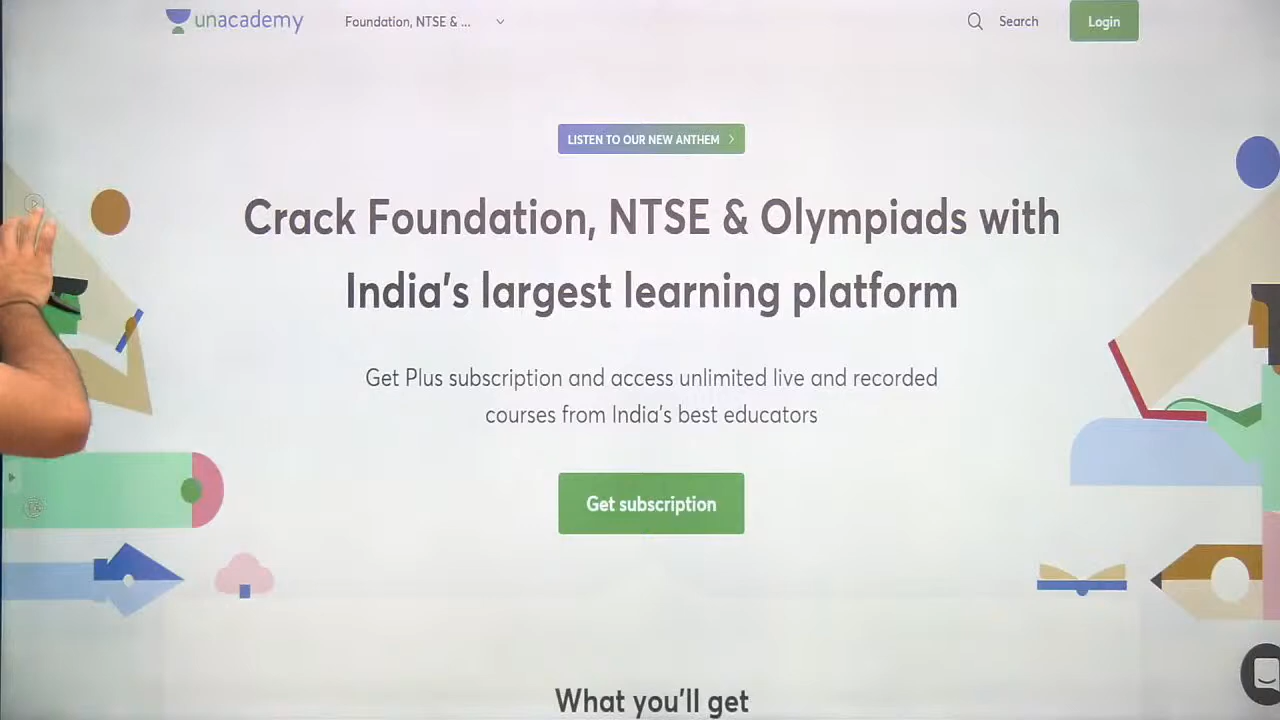 unacademy
Foundation, NTSE & ...
Search
Login
LISTEN TO OUR NEW ANTHEM
Crack Foundation, NTSE & Olympiads with
India's largest learning platform
Get Plus subscription and access unlimited live and recorded
courses from India's best educators
Get subscription
What you'll get